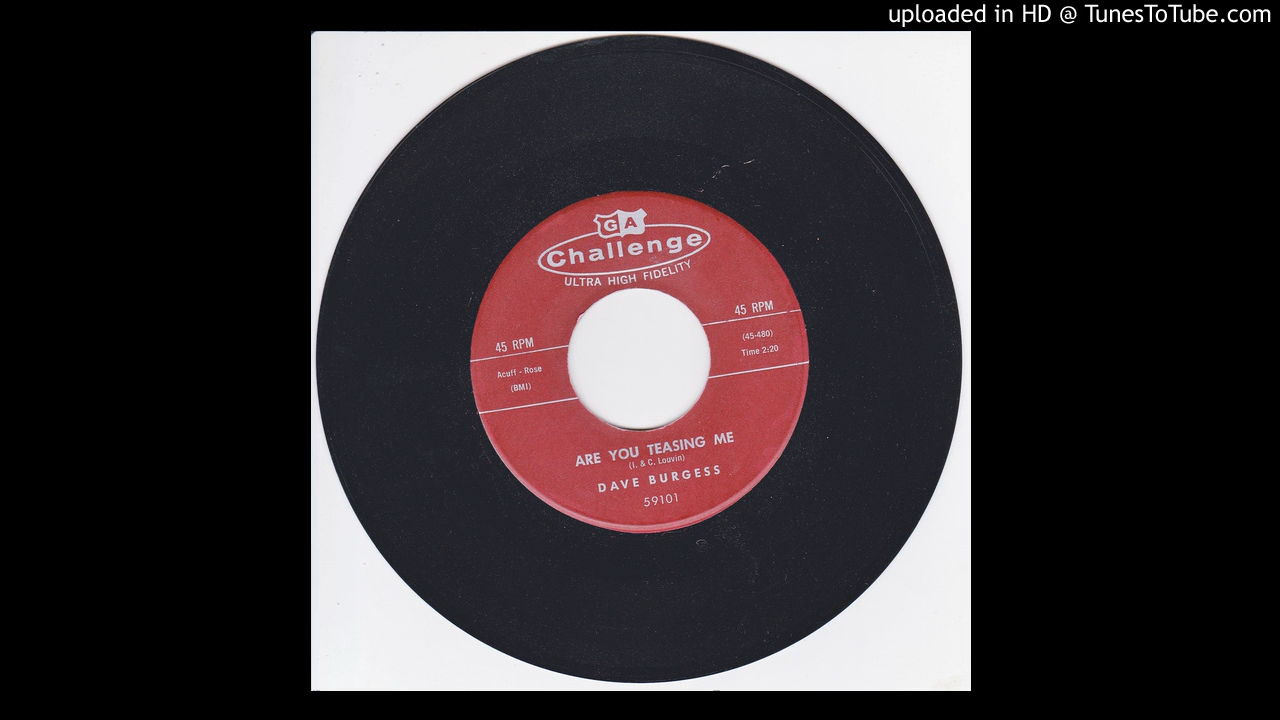 uploaded in HD @ TunesToTube.com
GA
Challenge
ULTRA HIGH FIDELITY
45 RPM
45 RPM
(45-480)
Time 2:20
Acuff - Rose
(BMI)
ARE YOU TEASING ME
(I. & C. Louvin)
DAVE BURGESS
59101